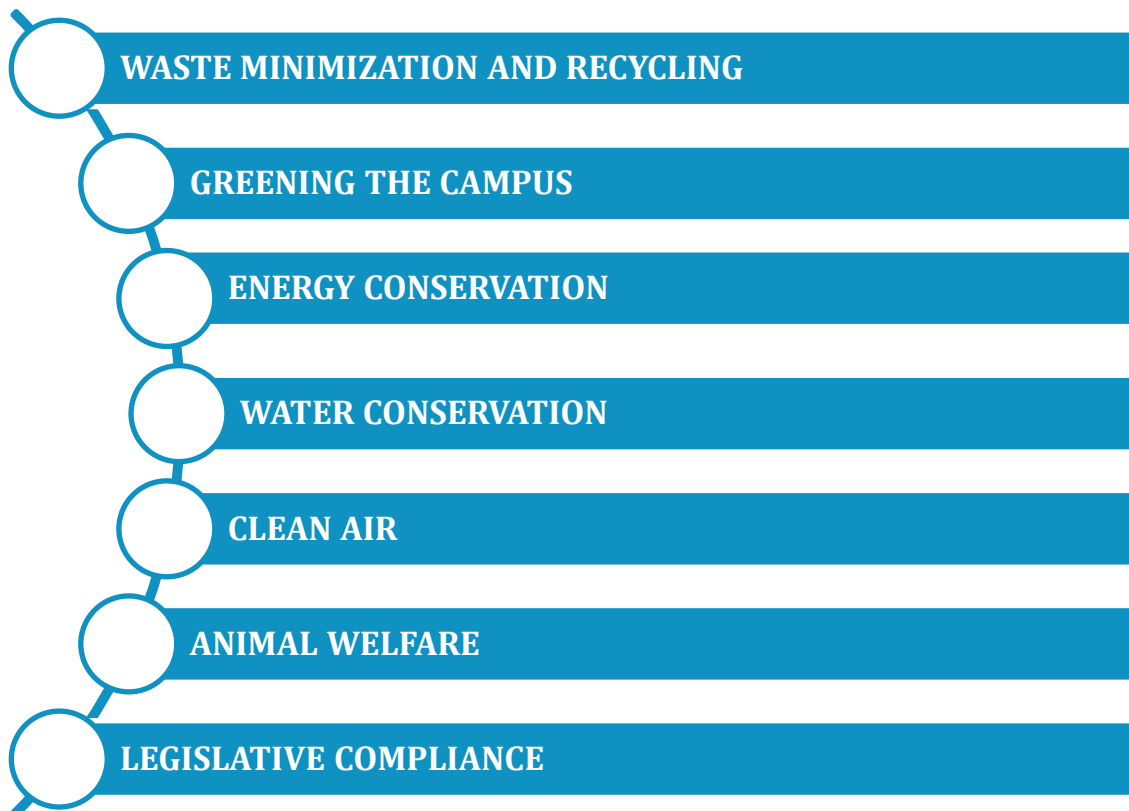 WASTE MINIMIZATION AND RECYCLING
GREENING THE CAMPUS
ENERGY CONSERVATION
WATER CONSERVATION
CLEAN AIR
ANIMAL WELFARE
LEGISLATIVE COMPLIANCE